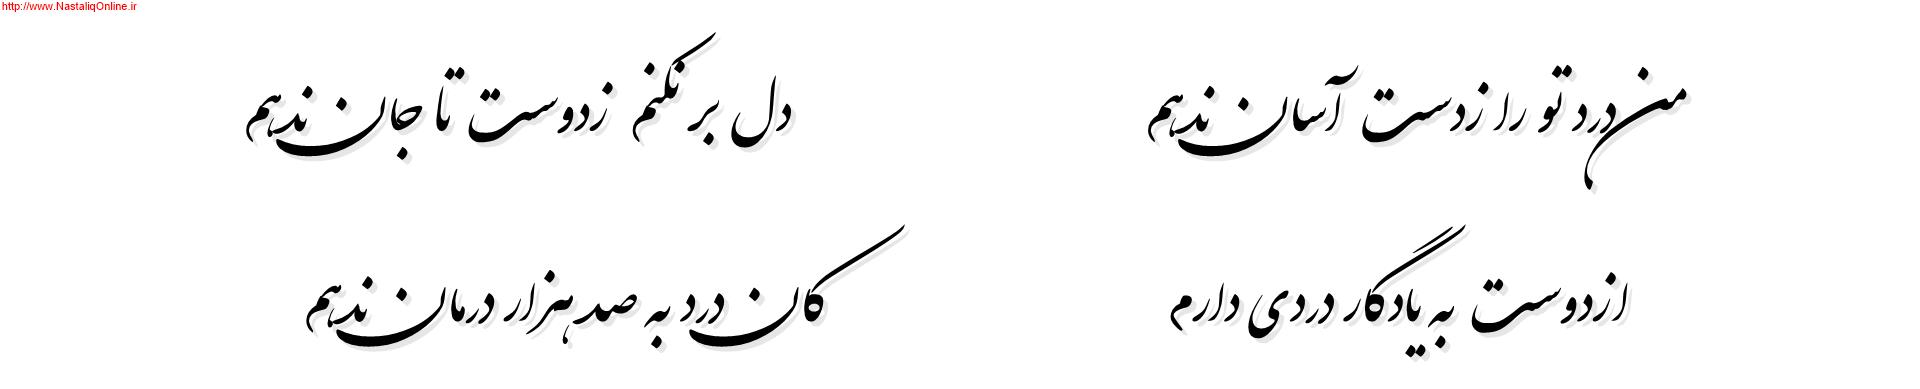 http://www.NastaliqOnline.ir
من درد تو را ز دست آسان ندهم دل بر نکنم ز دوست تا جان ندهم
از دوست به یادگار دردی دارم کان درد به صد هزار درمان ندهم